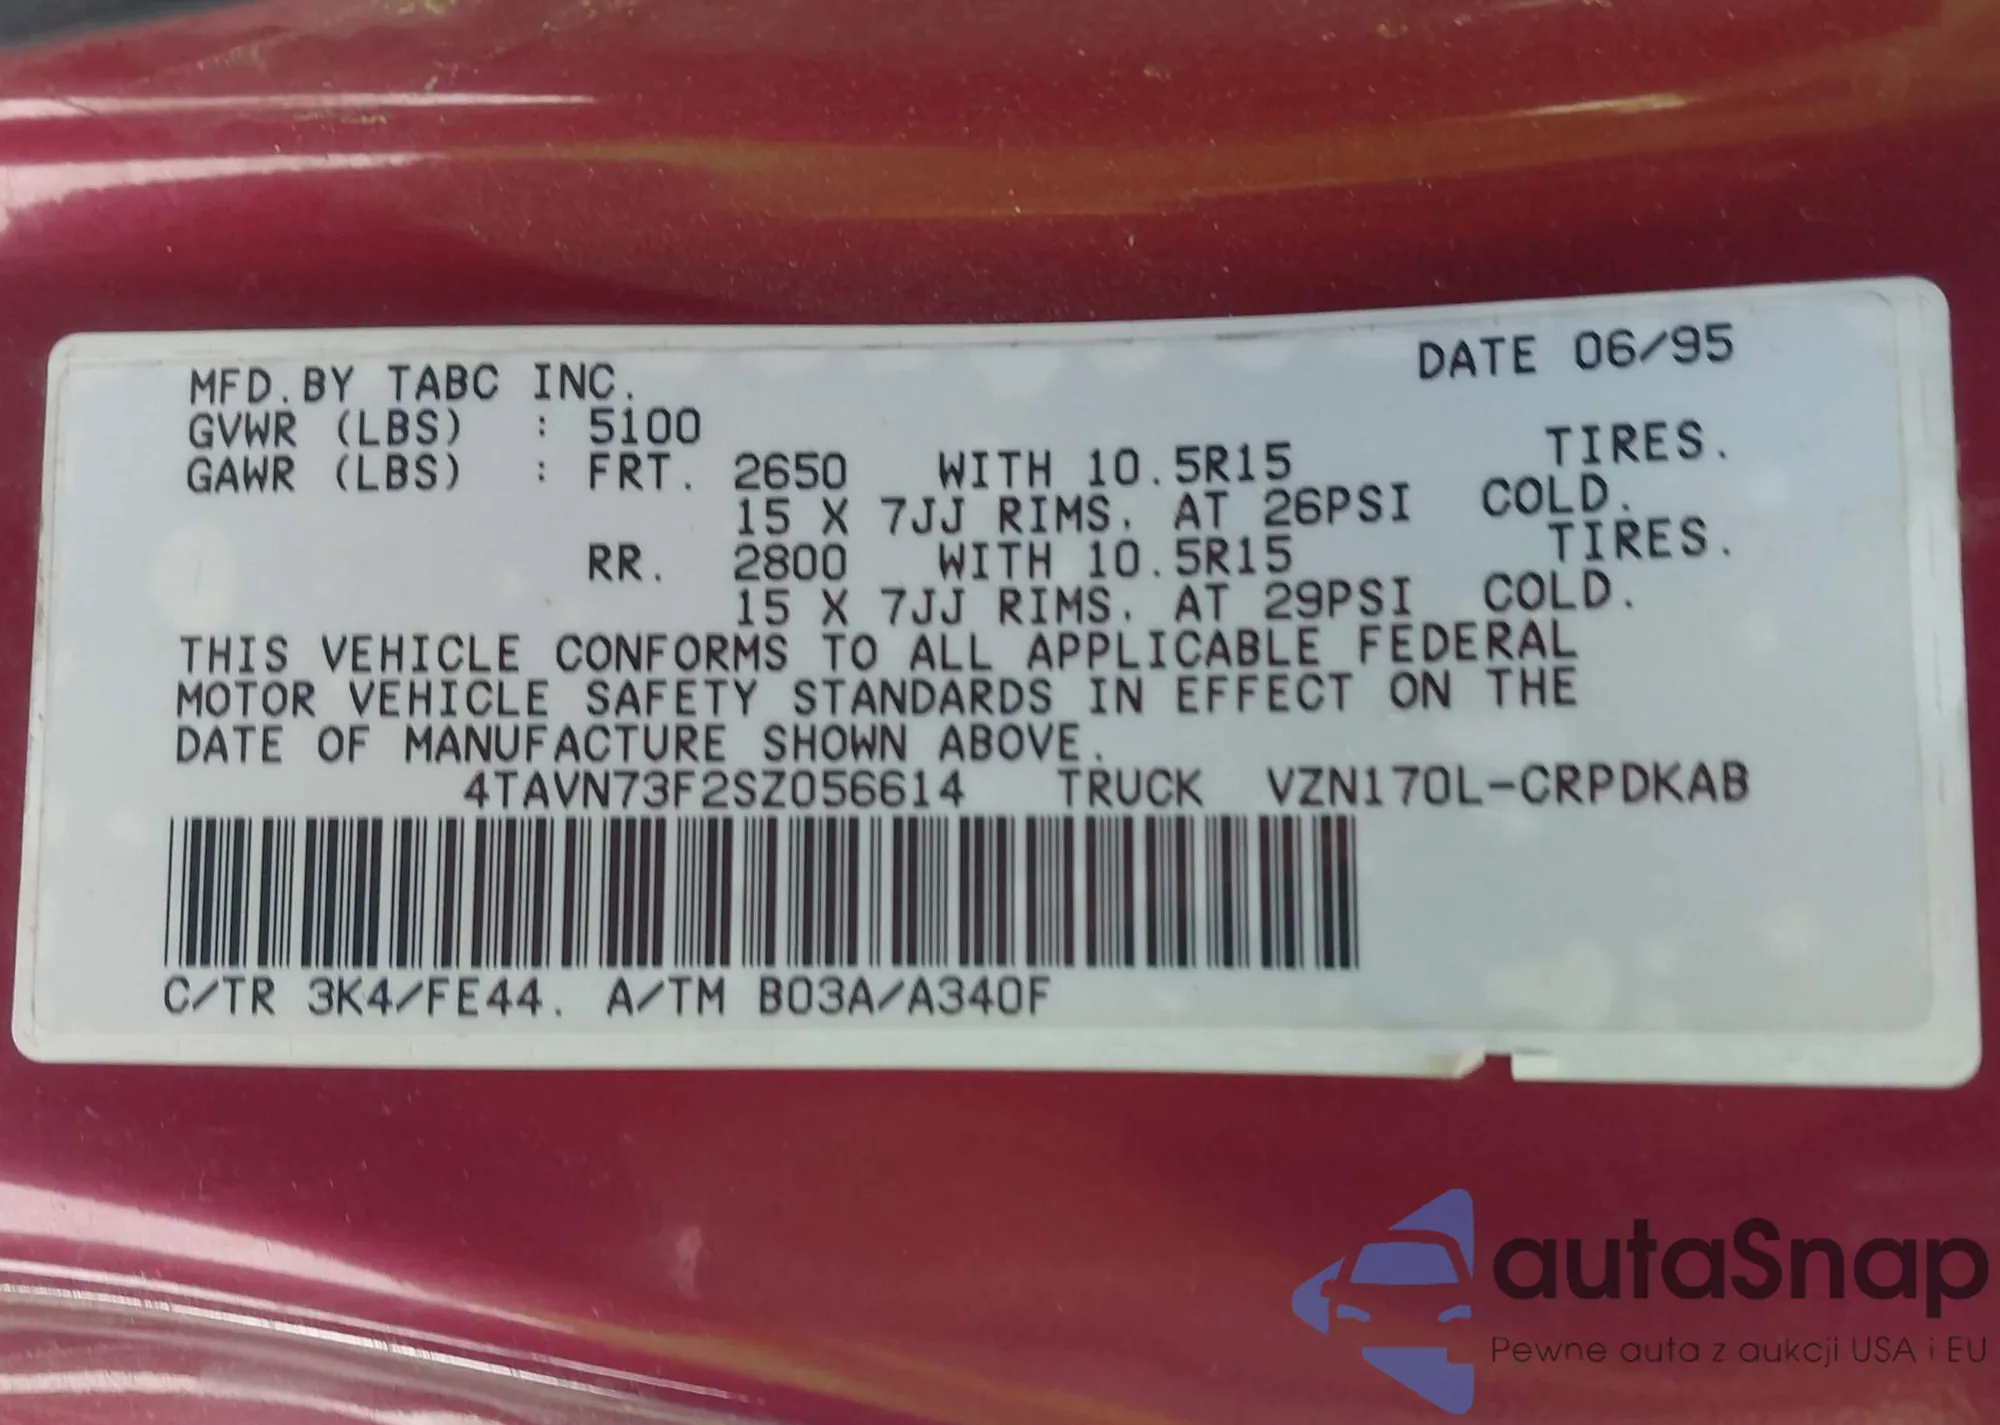 DATE 06/95
MFD.BY TABC INC.
GVWR (LBS) : 5100
GAWR (LBS) : FRT. 2650 WITH 10.5R15 TIRES.
15 X 7JJ RIMS. AT 26PSI COLD.
RR. 2800 WITH 10.5R15 TIRES.
15 X 7JJ RIMS. AT 29PSI COLD.
THIS VEHICLE CONFORMS TO ALL APPLICABLE FEDERAL
MOTOR VEHICLE SAFETY STANDARDS IN EFFECT ON THE
DATE OF MANUFACTURE SHOWN ABOVE.
4TAVN73F2SZ056614 TRUCK VZN170L-CRPDKAB
C/TR 3K4/FE44. A/TM B03A/A340F
autaSnap
Pewne auta z aukcji USA i EU